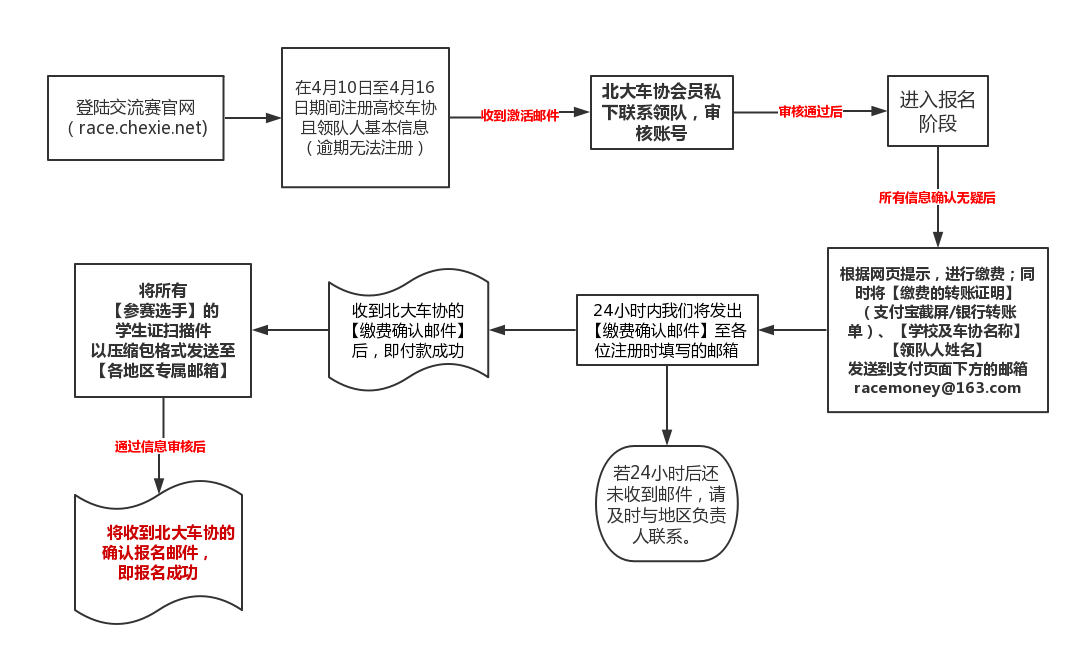 登陆交流赛官网
（race.chexie.net)
在4月10日至4月16
日期间注册高校车协
且领队人基本信息
（逾期无法注册）
收到激活邮件
北大车协会员私
下联系领队，审
核账号
审核通过后
进入报名
阶段
所有信息确认无疑后
根据网页提示，进行缴费；同
时将【缴费的转账证明】
（支付宝截屏/银行转账
单）、【学校及车协名称】
【领队人姓名】
发送到支付页面下方的邮箱
racemoney@163.com
24小时内我们将发出
【缴费确认邮件】至各
位注册时填写的邮箱
若24小时后还
未收到邮件，请
及时与地区负责
人联系。
收到北大车协的
【缴费确认邮件】
后，即付款成功
将所有
【参赛选手】的
学生证扫描件
以压缩包格式发送至
【各地区专属邮箱】
通过信息审核后
将收到北大车协的
确认报名邮件，
即报名成功